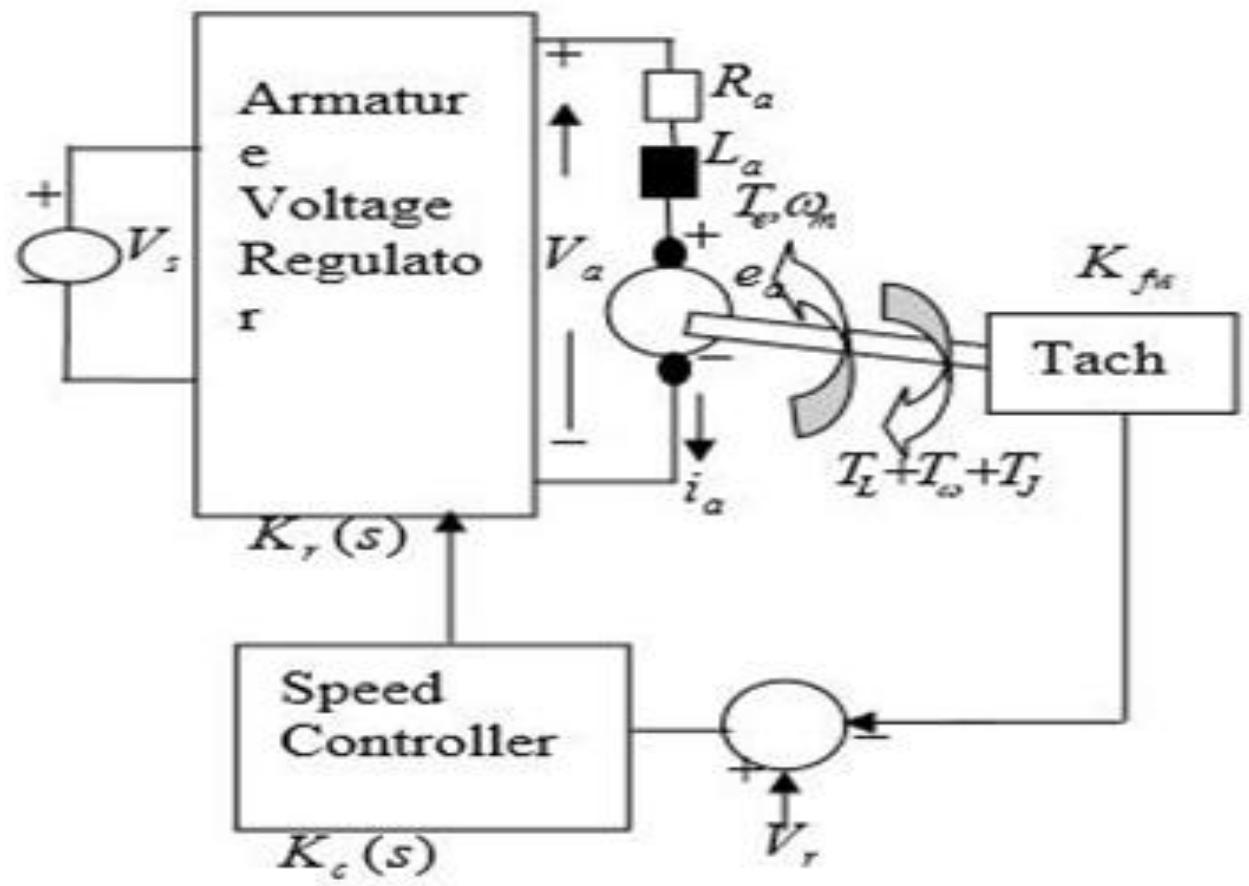 Armatur
e
Voltage
Regulato
r
+
V_s
−
+
V_a
−
R_a
L_a
T_e, ω_m
+
e_a
−
i_a
K_fn
Tach
T_L+T_ω+T_J
K_r(s)
Speed
Controller
K_c(s)
−
+
V_r